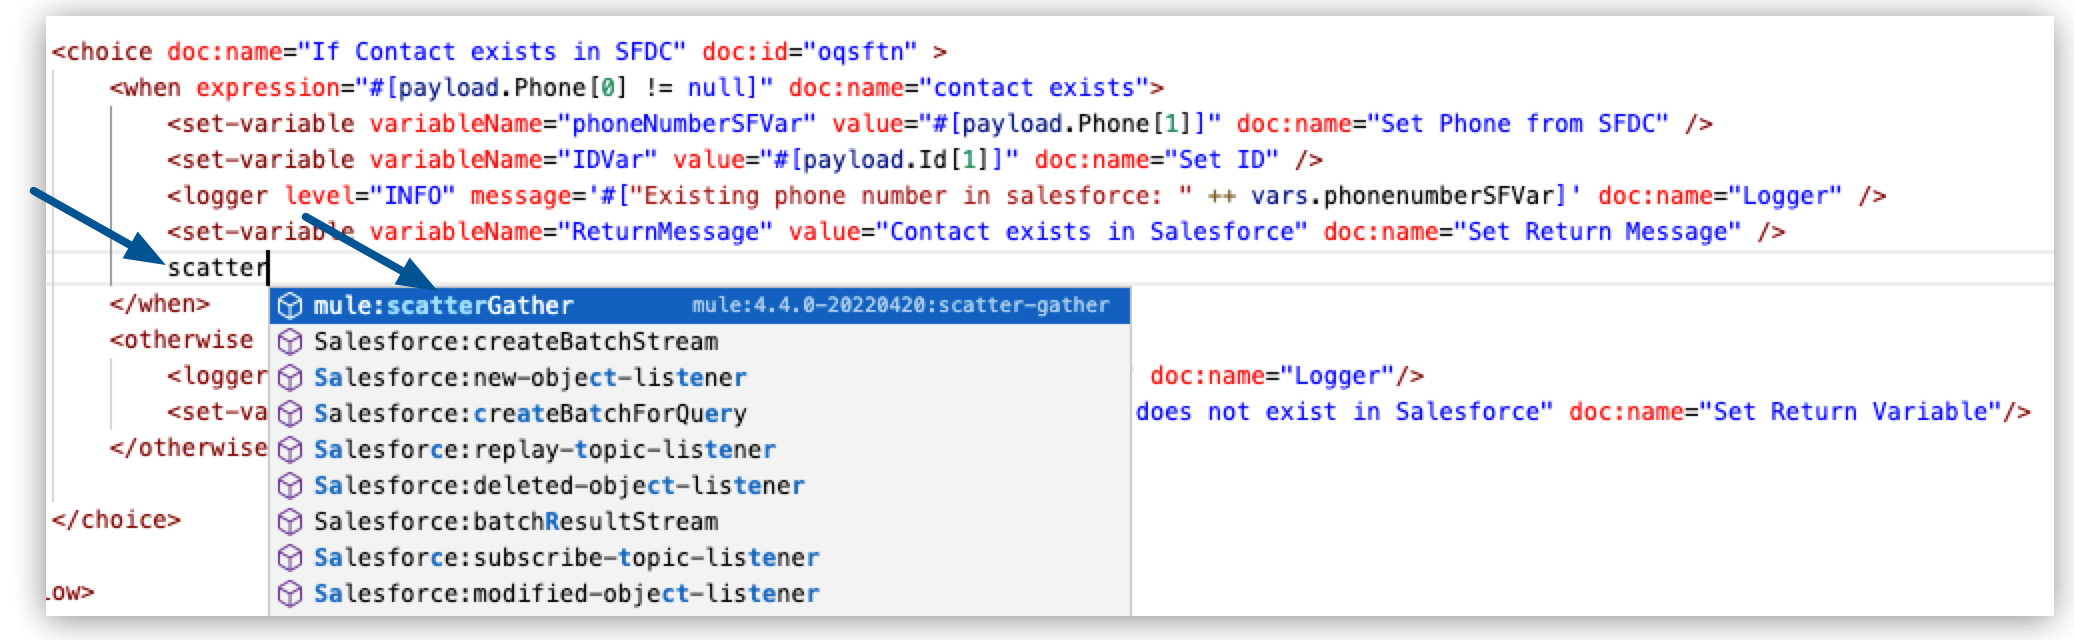 <choice doc:name="If Contact exists in SFDC" doc:id="oqsftn" >
<when expression="#[payload.Phone[0] != null]" doc:name="contact exists">
<set-variable variableName="phoneNumberSFVar" value="#[payload.Phone[1]]" doc:name="Set Phone from SFDC" />
<set-variable variableName="IDVar" value="#[payload.Id[1]]" doc:name="Set ID" />
<logger level="INFO" message='#["Existing phone number in salesforce: " ++ vars.phonenumberSFVar]' doc:name="Logger" />
<set-variable variableName="ReturnMessage" value="Contact exists in Salesforce" doc:name="Set Return Message" />
scatter
</when>
mule:scatterGather mule:4.4.0-20220420:scatter-gather
<otherwise
Salesforce:createBatchStream
<logger
Salesforce:new-object-listener
doc:name="Logger"/>
<set-va
Salesforce:createBatchForQuery
does not exist in Salesforce" doc:name="Set Return Variable"/>
</otherwise
Salesforce:replay-topic-listener
Salesforce:deleted-object-listener
</choice>
Salesforce:batchResultStream
Salesforce:subscribe-topic-listener
low>
Salesforce:modified-object-listener